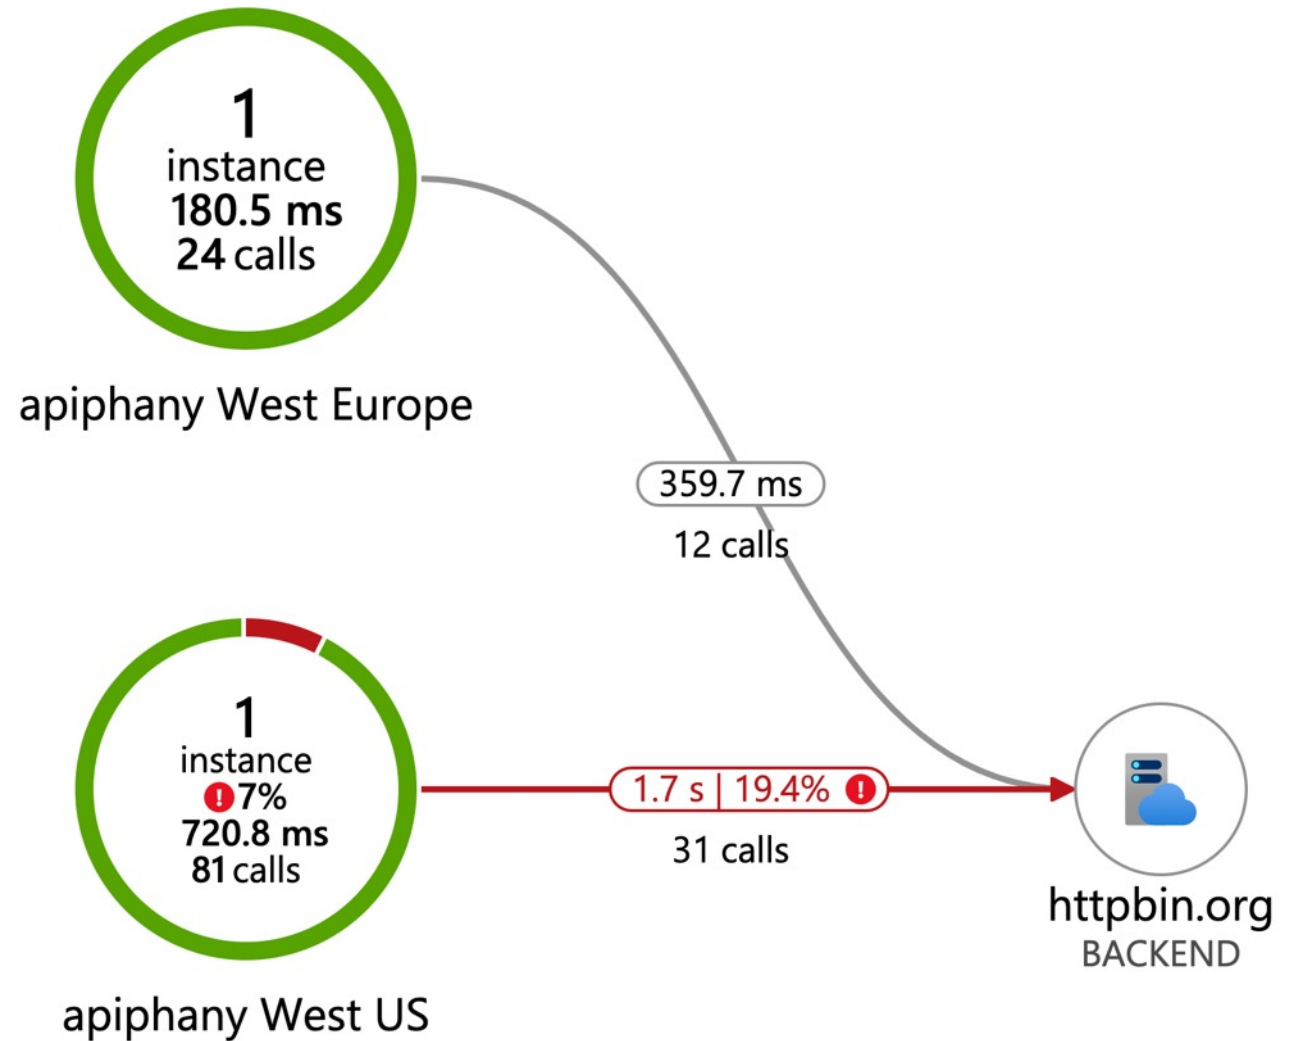 1
instance
180.5 ms
24 calls
apiphany West Europe
359.7 ms
12 calls
1
instance
! 7%
720.8 ms
81 calls
apiphany West US
1.7 s | 19.4% !
31 calls
httpbin.org
BACKEND